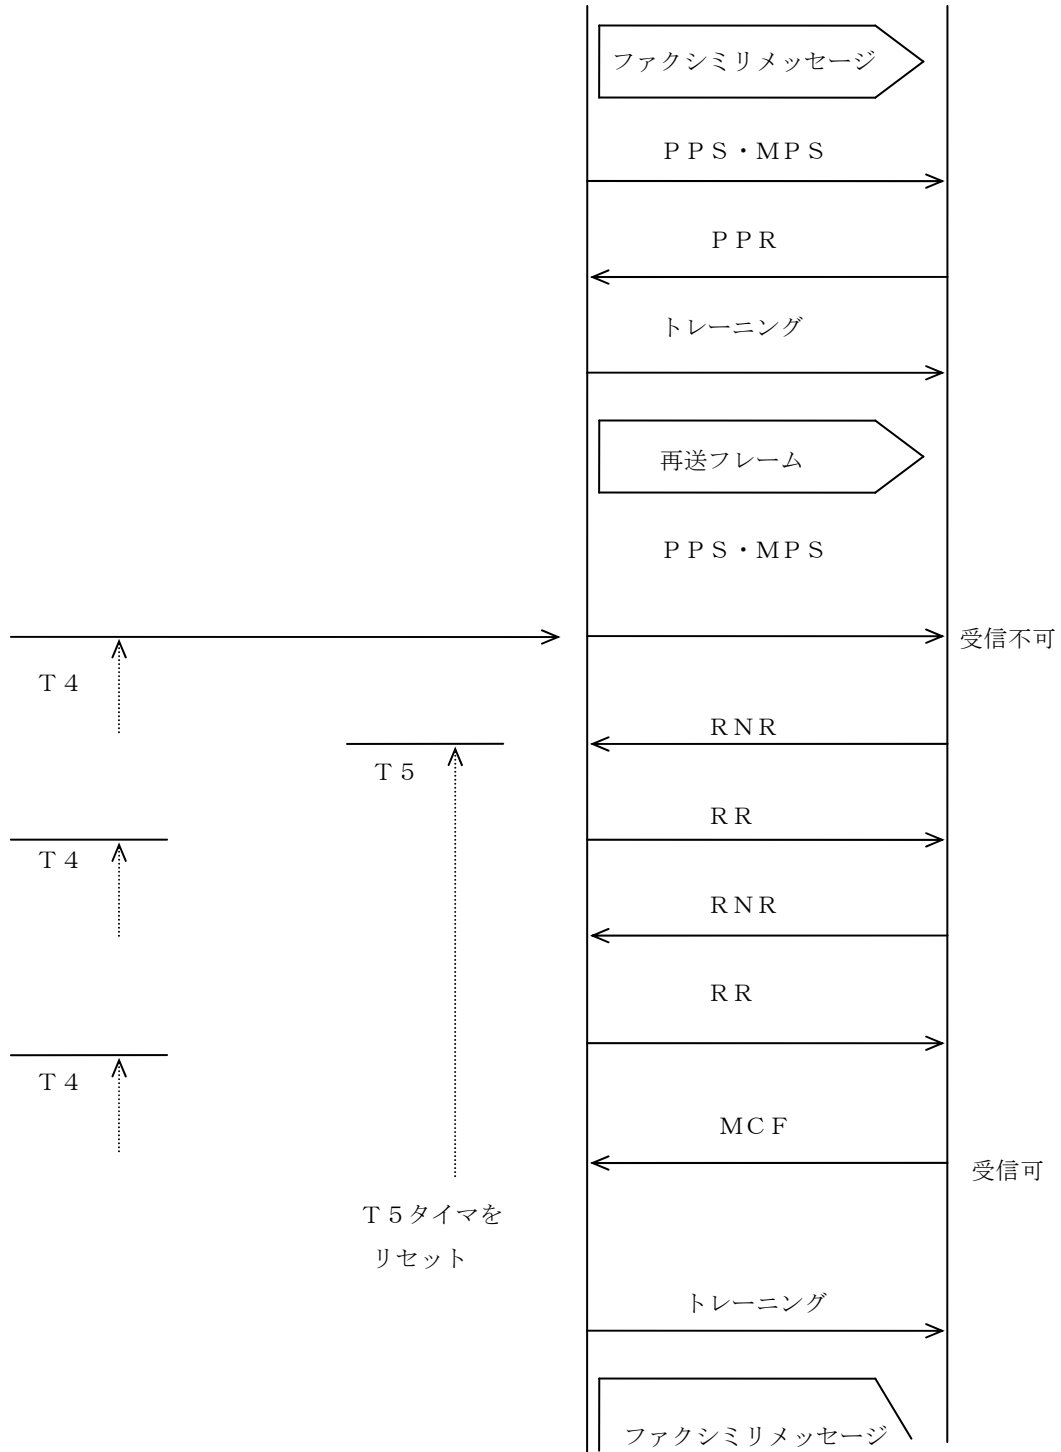 ファクシミリメッセージ
ＰＰＳ・ＭＰＳ
ＰＰＲ
トレーニング
再送フレーム
ＰＰＳ・ＭＰＳ
受信不可
Ｔ４
ＲＮＲ
Ｔ５
ＲＲ
Ｔ４
ＲＮＲ
ＲＲ
Ｔ４
ＭＣＦ
受信可
Ｔ５タイマを
リセット
トレーニング
ファクシミリメッセージ